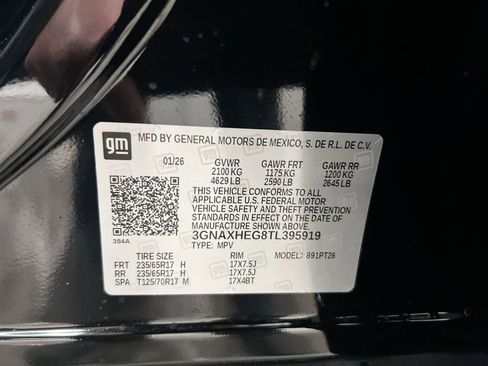 gm
MFD BY GENERAL MOTORS DE MEXICO, S. DE R.L. DE C.V.
01/26 GVWR GAWR FRT GAWR RR
2100 KG 1175 KG 1200 KG
4629 LB 2590 LB 2645 LB
THIS VEHICLE CONFORMS TO ALL
APPLICABLE U.S. FEDERAL MOTOR
VEHICLE SAFETY AND THEFT PREVENTION
STANDARDS IN EFFECT ON THE DATE OF
MANUFACTURE SHOWN ABOVE.
3GNAXHEG8TL395919
384A TYPE: MPV
TIRE SIZE RIM MODEL: 891PT26
FRT 235/65R17 H 17X7.5J
RR 235/65R17 H 17X7.5J
SPA T125/70R17 M 17X4BT